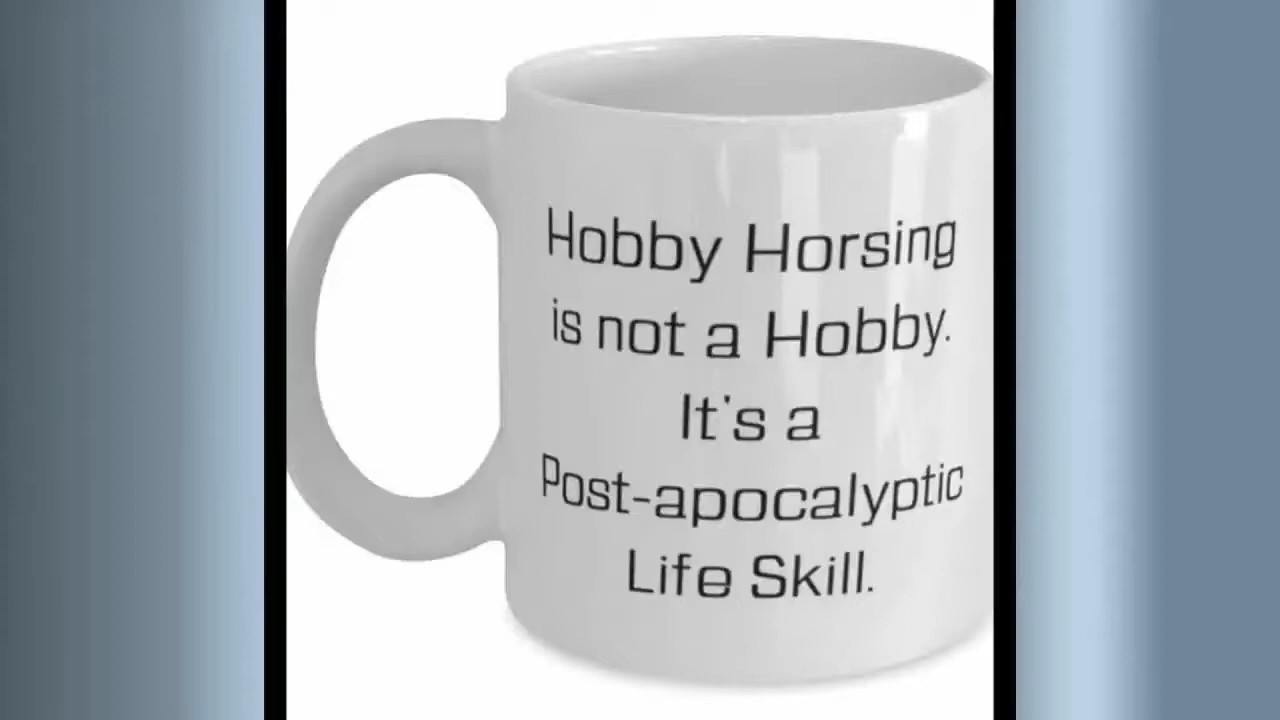 Hobby Horsing
is not a Hobby.
It's a
Post-apocalyptic
Life Skill.